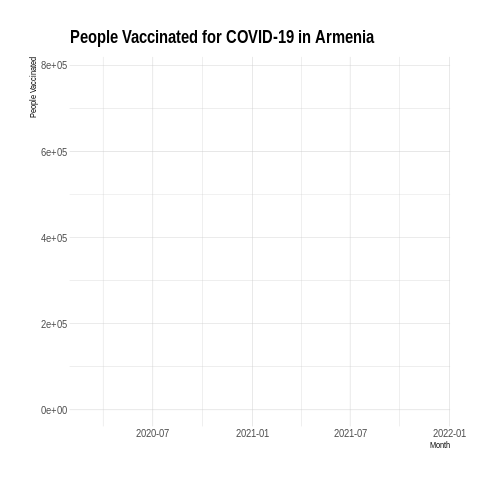 People Vaccinated for COVID-19 in Armenia
People Vaccinated
8e+05
6e+05
4e+05
2e+05
0e+00
2020-07 2021-01 2021-07 2022-01
Month